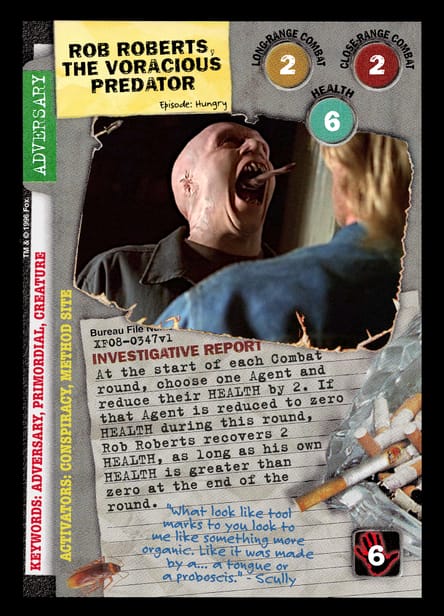 ROB ROBERTS,
THE VORACIOUS
PREDATOR
Episode: Hungry
LONG-RANGE COMBAT
2
CLOSE-RANGE COMBAT
2
HEALTH
6
ADVERSARY
TM & © 1996 Fox.
KEYWORDS: ADVERSARY, PRIMORDIAL, CREATURE
ACTIVATORS: CONSPIRACY, METHOD SITE
Bureau File
XF08-0347v1
INVESTIGATIVE REPORT
At the start of each Combat
round, choose one Agent and
reduce their HEALTH by 2. If
that Agent is reduced to zero
HEALTH during this round,
Rob Roberts recovers 2
HEALTH, as long as his own
HEALTH is greater than
zero at the end of the
round.
"What look like tool
marks to you look to
me like something more
organic. Like it was made
by a... a tongue or
a proboscis." - Scully
6